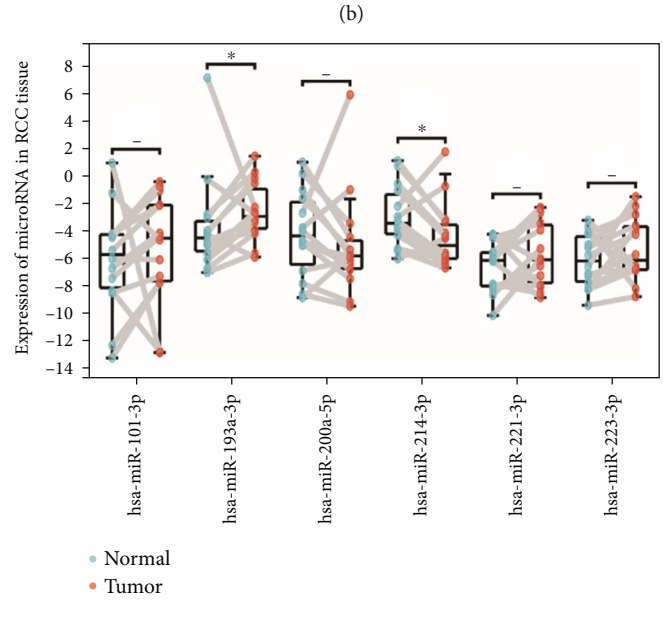 (b)
Expression of microRNA in RCC tissue
8
6
4
2
0
−2
−4
−6
−8
−10
−12
−14
–
*
–
*
–
–
hsa-miR-101-3p
hsa-miR-193a-3p
hsa-miR-200a-5p
hsa-miR-214-3p
hsa-miR-221-3p
hsa-miR-223-3p
Normal
Tumor